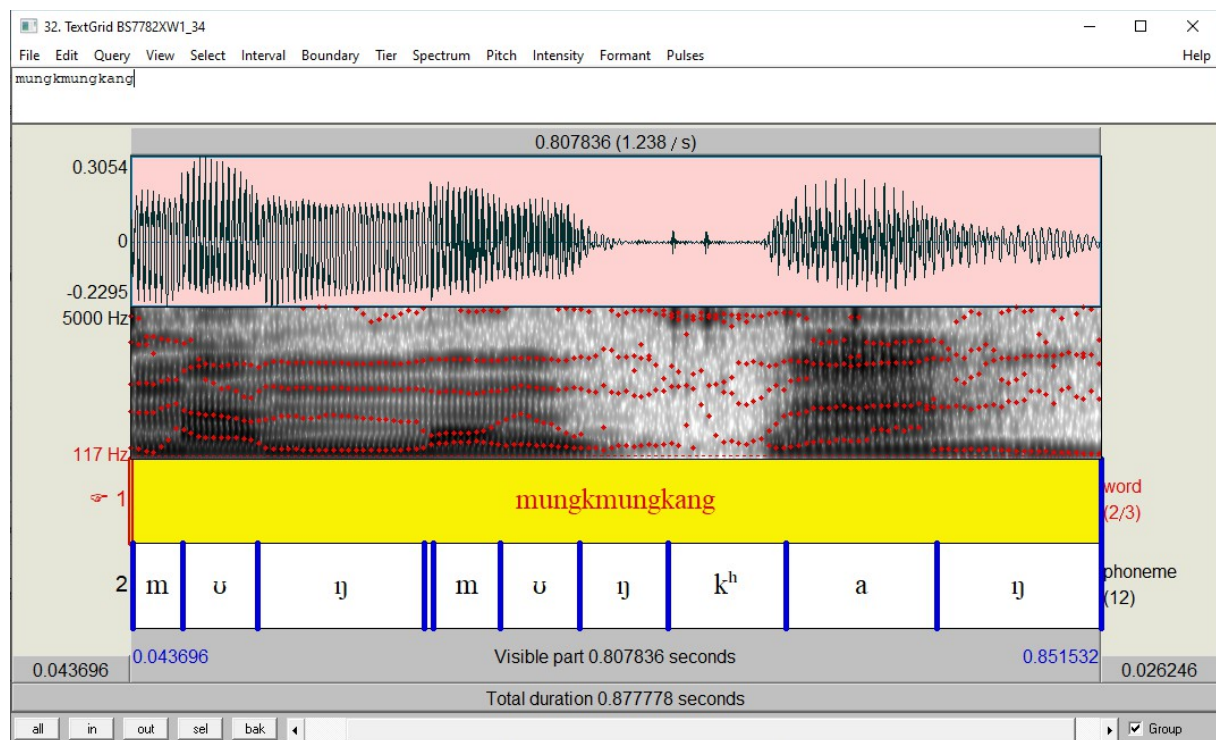 32. TextGrid BS7782XW1_34
File Edit Query View Select Interval Boundary Tier Spectrum Pitch Intensity Formant Pulses Help
mungkmungkang
0.807836 (1.238 / s)
0.3054
0
-0.2295
5000 Hz
117 Hz
☞ 1 mungkmungkang word (2/3)
2 m ʊ ŋ m ʊ ŋ kʰ a ŋ phoneme (12)
0.043696 0.043696 Visible part 0.807836 seconds 0.851532 0.026246
Total duration 0.877778 seconds
all in out sel bak Group